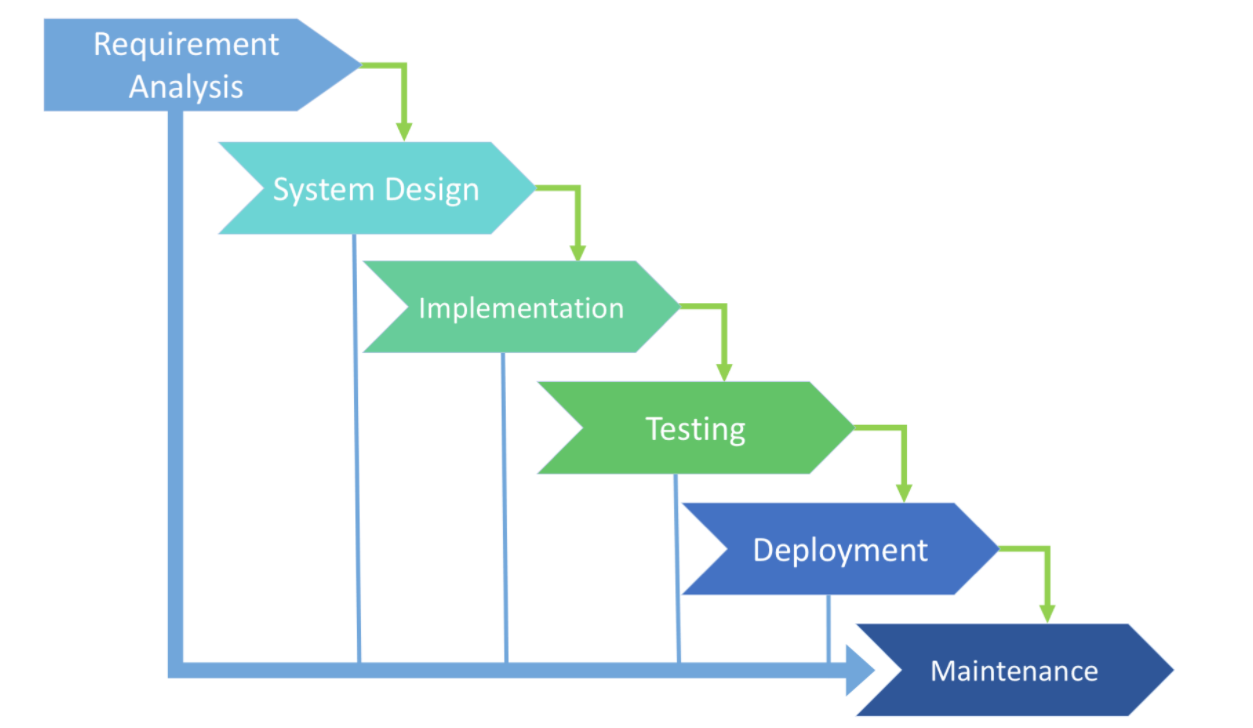 Requirement
Analysis
System Design
Implementation
Testing
Deployment
Maintenance